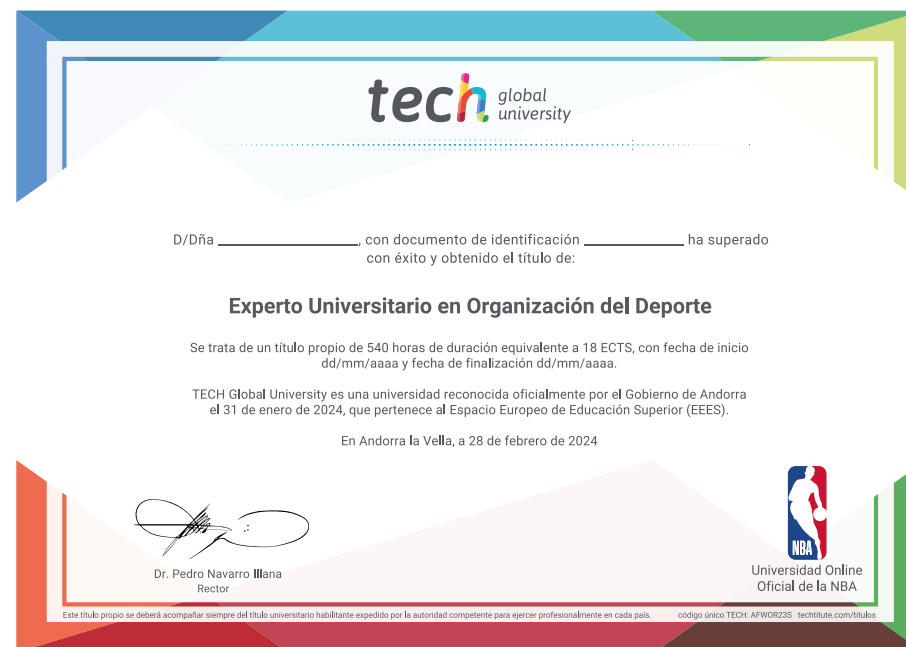 tech global university
D/Dña ______________, con documento de identificación __________ ha superado
con éxito y obtenido el título de:
Experto Universitario en Organización del Deporte
Se trata de un título propio de 540 horas de duración equivalente a 18 ECTS, con fecha de inicio
dd/mm/aaaa y fecha de finalización dd/mm/aaaa.
TECH Global University es una universidad reconocida oficialmente por el Gobierno de Andorra
el 31 de enero de 2024, que pertenece al Espacio Europeo de Educación Superior (EEES).
En Andorra la Vella, a 28 de febrero de 2024
Dr. Pedro Navarro Illana
Rector
NBA
Universidad Online
Oficial de la NBA
Este título propio se deberá acompañar siempre del título universitario habilitante expedido por la autoridad competente para ejercer profesionalmente en cada país.
código único TECH: AFWOR23S techtitute.com/titulos